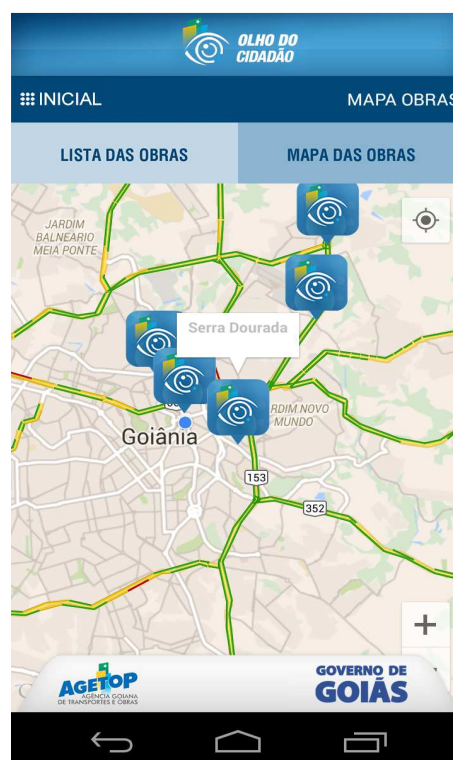 OLHO DO
CIDADÃO
INICIAL
MAPA OBRAS
LISTA DAS OBRAS
MAPA DAS OBRAS
JARDIM
BALNEÁRIO
MEIA PONTE
Serra Dourada
RDIM NOVO
MUNDO
Goiânia
153
352
+
AGETOP
AGÊNCIA GOIANA
DE TRANSPORTES E OBRAS
GOVERNO DE
GOIÁS